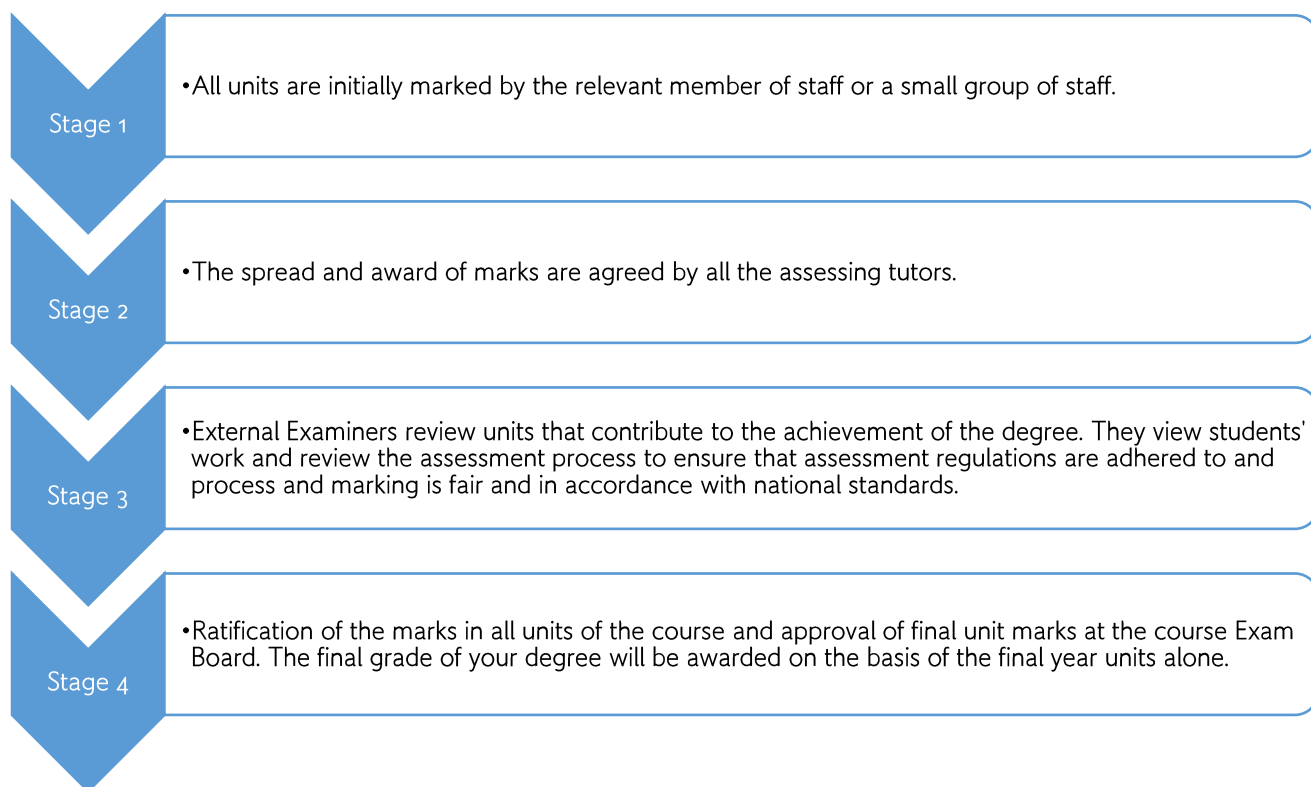 Stage 1
•All units are initially marked by the relevant member of staff or a small group of staff.
Stage 2
•The spread and award of marks are agreed by all the assessing tutors.
Stage 3
•External Examiners review units that contribute to the achievement of the degree. They view students'
work and review the assessment process to ensure that assessment regulations are adhered to and
process and marking is fair and in accordance with national standards.
Stage 4
•Ratification of the marks in all units of the course and approval of final unit marks at the course Exam
Board. The final grade of your degree will be awarded on the basis of the final year units alone.